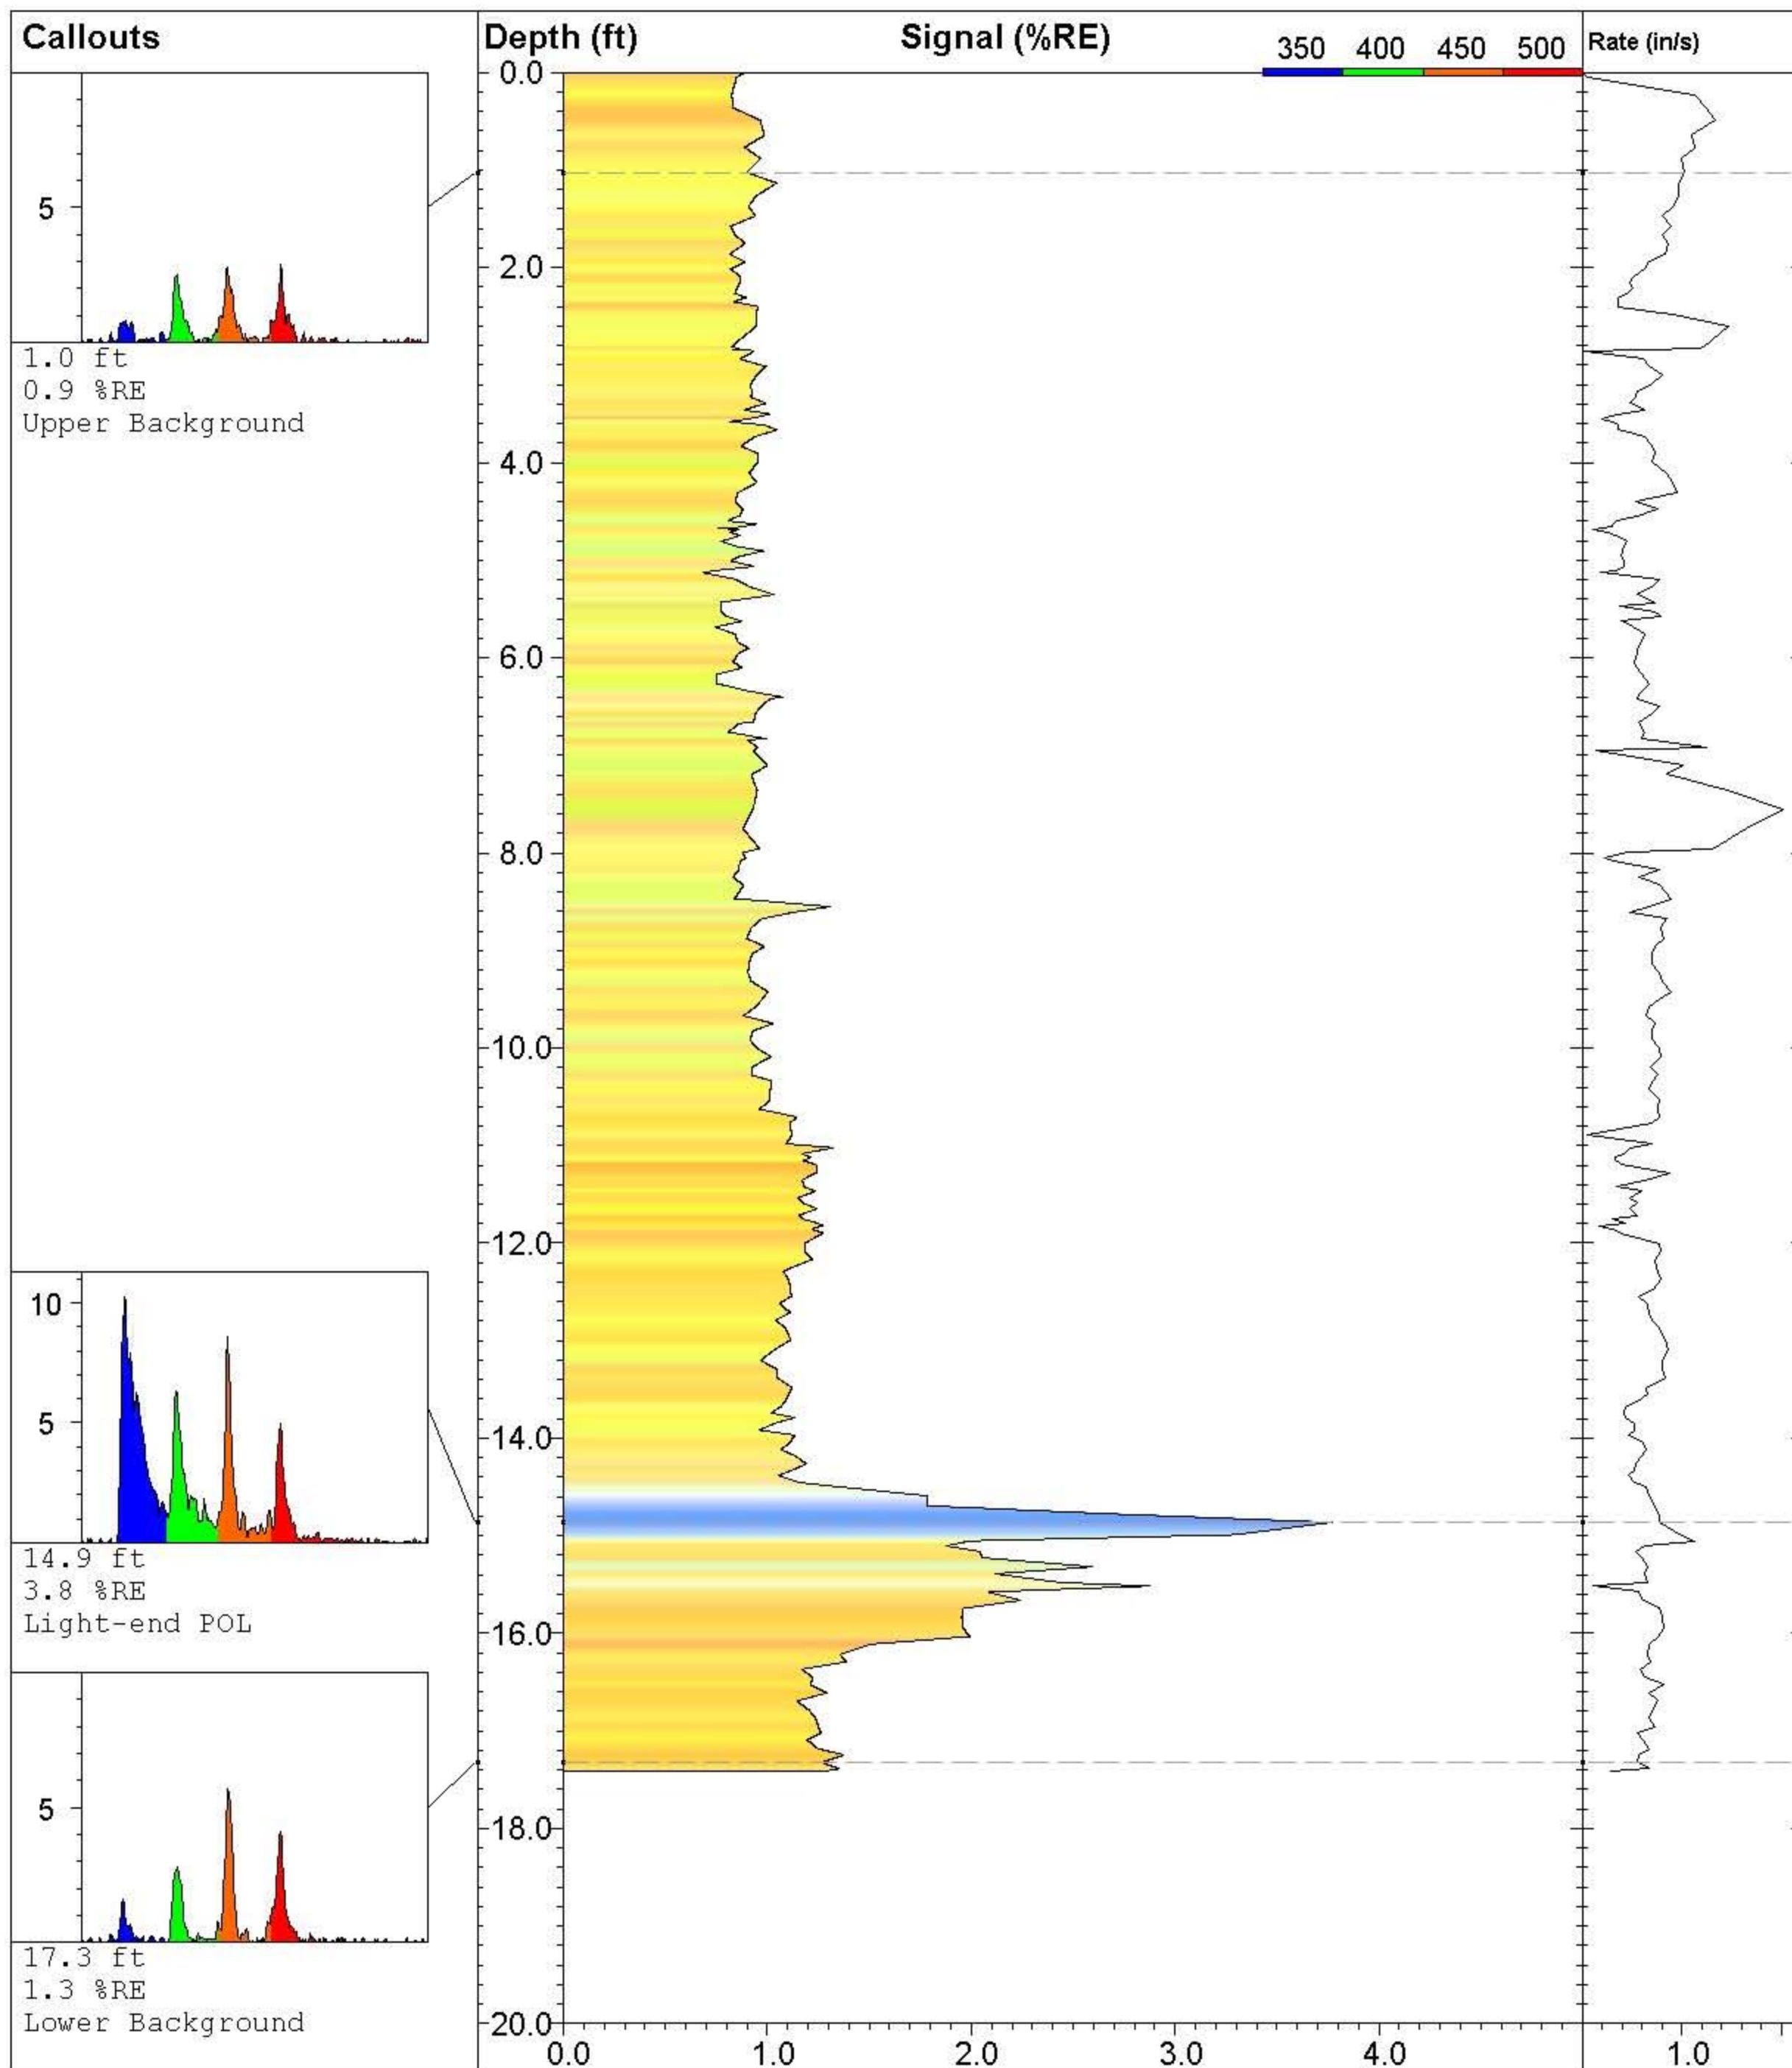 Callouts
Depth (ft)
Signal (%RE)
350 400 450 500
Rate (in/s)
5
1.0 ft
0.9 %RE
Upper Background
10
5
14.9 ft
3.8 %RE
Light-end POL
5
17.3 ft
1.3 %RE
Lower Background
0.0
2.0
4.0
6.0
8.0
10.0
12.0
14.0
16.0
18.0
20.0
0.0 1.0 2.0 3.0 4.0
1.0